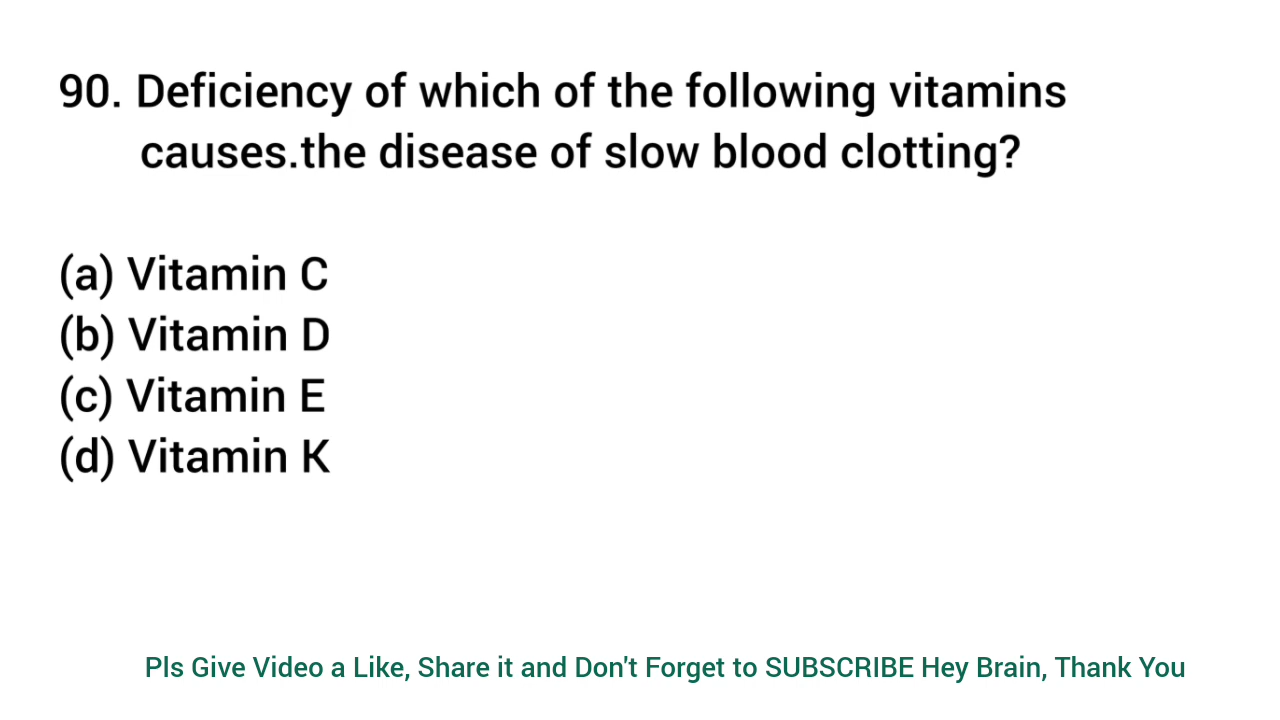 90. Deficiency of which of the following vitamins
causes.the disease of slow blood clotting?
(a) Vitamin C
(b) Vitamin D
(c) Vitamin E
(d) Vitamin K
Pls Give Video a Like, Share it and Don't Forget to SUBSCRIBE Hey Brain, Thank You